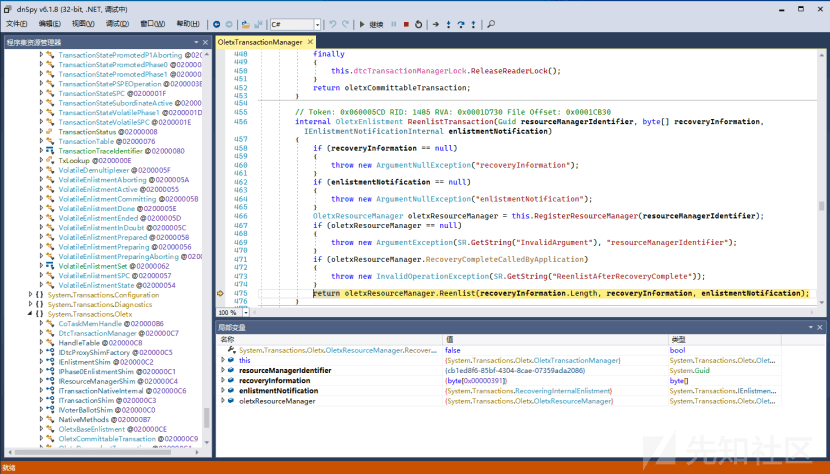 dnSpy v6.1.8 (32-bit, .NET, 调试中)
文件(F) 编辑(E) 视图(V) 调试(D) 窗口(W) 帮助(H) C# 继续
程序集资源管理器
TransactionStatePromotedP1Aborting @020
TransactionStatePromotedPhase0 @0200003
TransactionStatePromotedPhase1 @0200003
TransactionStatePSPEOperation @0200003E
TransactionStateSPC @0200001F
TransactionStateSubordinateActive @020000
TransactionStateVolatilePhase1 @0200001D
TransactionStateVolatileSPC @0200001E
TransactionStatus @02000008
TransactionTable @02000076
TransactionTraceIdentifier @02000080
TxLookup @0200000E
VolatileDemultiplexer @0200005F
VolatileEnlistmentAborting @0200005A
VolatileEnlistmentActive @02000055
VolatileEnlistmentCommitting @0200005B
VolatileEnlistmentDone @0200005E
VolatileEnlistmentEnded @0200005D
VolatileEnlistmentInDoubt @0200005C
VolatileEnlistmentPrepared @02000058
VolatileEnlistmentPreparing @02000056
VolatileEnlistmentPreparingAborting @02000
VolatileEnlistmentSet @02000062
VolatileEnlistmentSPC @02000057
VolatileEnlistmentState @02000054
System.Transactions.Configuration
System.Transactions.Diagnostics
System.Transactions.Oletx
CoTaskMemHandle @020000B6
DtcTransactionManager @020000C7
HandleTable @020000C8
IDtcProxyShimFactory @020000C5
IEnlistmentShim @020000C2
IPhase0EnlistmentShim @020000C1
IResourceManagerShim @020000C4
ITransactionNativeInternal @020000C6
ITransactionShim @020000C3
IVoterBallotShim @020000C0
NativeMethods @020000B7
OletxBaseEnlistment @020000CE
OletxCommittableTransaction @020000C9
OletxTransactionManager
448 finally
449 {
450 this.dtcTransactionManagerLock.ReleaseReaderLock();
451 }
452 return oletxCommittableTransaction;
453 }
454
455 // Token: 0x060005CD RID: 1485 RVA: 0x0001D730 File Offset: 0x0001CB30
456 internal OletxEnlistment ReenlistTransaction(Guid resourceManagerIdentifier, byte[] recoveryInformation,
IEnlistmentNotificationInternal enlistmentNotification)
457 {
458 if (recoveryInformation == null)
459 {
460 throw new ArgumentNullException("recoveryInformation");
461 }
462 if (enlistmentNotification == null)
463 {
464 throw new ArgumentNullException("enlistmentNotification");
465 }
466 OletxResourceManager oletxResourceManager = this.RegisterResourceManager(resourceManagerIdentifier);
467 if (oletxResourceManager == null)
468 {
469 throw new ArgumentException(SR.GetString("InvalidArgument"), "resourceManagerIdentifier");
470 }
471 if (oletxResourceManager.RecoveryCompleteCalledByApplication)
472 {
473 throw new InvalidOperationException(SR.GetString("ReenlistAfterRecoveryComplete"));
474 }
475 return oletxResourceManager.Reenlist(recoveryInformation.Length, recoveryInformation, enlistmentNotification);
476 }
100 %
局部变量
名称 值 类型
System.Transactions.Oletx.OletxResourceManager.Recover... false bool
this {System.Transactions.Oletx.OletxTransactionManager} System.Transactions.Oletx.Olet...
resourceManagerIdentifier {cb1ed8f6-85bf-4304-8cae-07359ada2086} System.Guid
recoveryInformation {byte[0x00000391]} byte[]
enlistmentNotification {System.Transactions.RecoveringInternalEnlistment} System.Transactions.IEnlistmen...
oletxResourceManager {System.Transactions.Oletx.OletxResourceManager} System.Transactions.Oletx.Olet...
先知社区
就绪